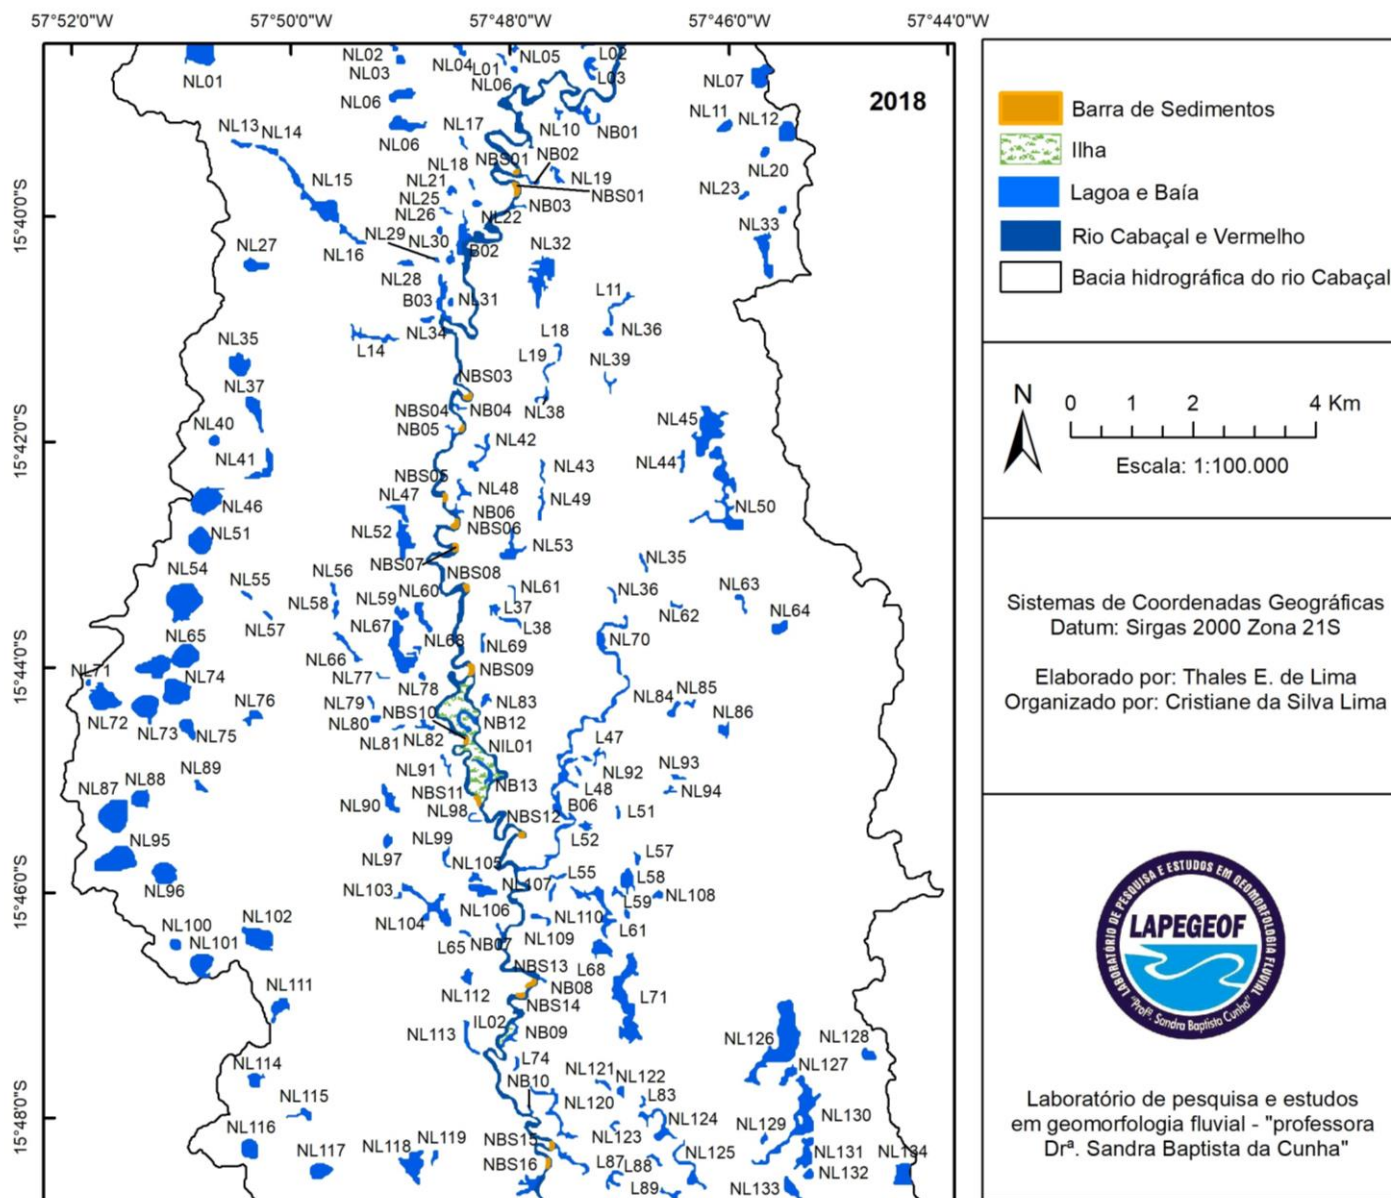 57°52'0"W
57°50'0"W
57°48'0"W
57°46'0"W
57°44'0"W
15°40'0"S
15°42'0"S
15°44'0"S
15°46'0"S
15°48'0"S
2018
NL01
NL02
NL03
NL04
L01
NL05
NL06
L02
L03
NL07
NL06
NL06
NL17
NL10
NB01
NL11
NL12
NL13
NL14
NL15
NL16
NL18
NBS01
NB02
NL19
NBS01
NL20
NL21
NL25
NL26
NL22
NB03
NL23
NL33
NL29
NL30
B02
NL32
NL27
NL28
B03
NL31
NL34
L14
L11
NL36
L18
L19
NL39
NL38
NL35
NL37
NL40
NL41
NBS03
NBS04
NB04
NB05
NL42
NL45
NL44
NL43
NL49
NL50
NL46
NL51
NBS05
NL47
NL48
NB06
NBS06
NL52
NL53
NBS07
NBS08
NL54
NL55
NL56
NL58
NL57
NL59
NL60
NL61
L37
L38
NL35
NL36
NL62
NL63
NL64
NL65
NL66
NL67
NL68
NL69
NL70
NL71
NL72
NL73
NL74
NL75
NL76
NL77
NL78
NL79
NL80
NL81
NL82
NBS09
NL83
NBS10
NB12
NIL01
NL84
NL85
NL86
L47
NL92
L48
B06
NL93
NL94
L51
NL87
NL88
NL89
NL90
NL91
NB13
NBS11
NL98
NBS12
L52
NL95
NL96
NL97
NL99
NL105
L55
L57
L58
NL108
L59
NL103
NL104
NL107
NL106
NL110
L61
NL100
NL101
NL102
L65
NB07
NL109
NBS13
L68
NL111
NL112
NB08
NBS14
L71
NL113
IL02
NB09
L74
NL126
NL127
NL128
NL114
NL115
NB10
NL121
NL122
L83
NL120
NL124
NL129
NL130
NL116
NL117
NL118
NL119
NBS15
NBS16
NL123
L87
L88
L89
NL125
NL131
NL132
NL133
NL134
Barra de Sedimentos
Ilha
Lagoa e Baía
Rio Cabaçal e Vermelho
Bacia hidrográfica do rio Cabaçal
N
0 1 2 4 Km
Escala: 1:100.000
Sistemas de Coordenadas Geográficas
Datum: Sirgas 2000 Zona 21S
Elaborado por: Thales E. de Lima
Organizado por: Cristiane da Silva Lima
LABORATÓRIO DE PESQUISA E ESTUDOS EM GEOMORFOLOGIA FLUVIAL
LAPEGEOF
"Profª. Sandra Baptista Cunha"
Laboratório de pesquisa e estudos
em geomorfologia fluvial - "professora
Drª. Sandra Baptista da Cunha"